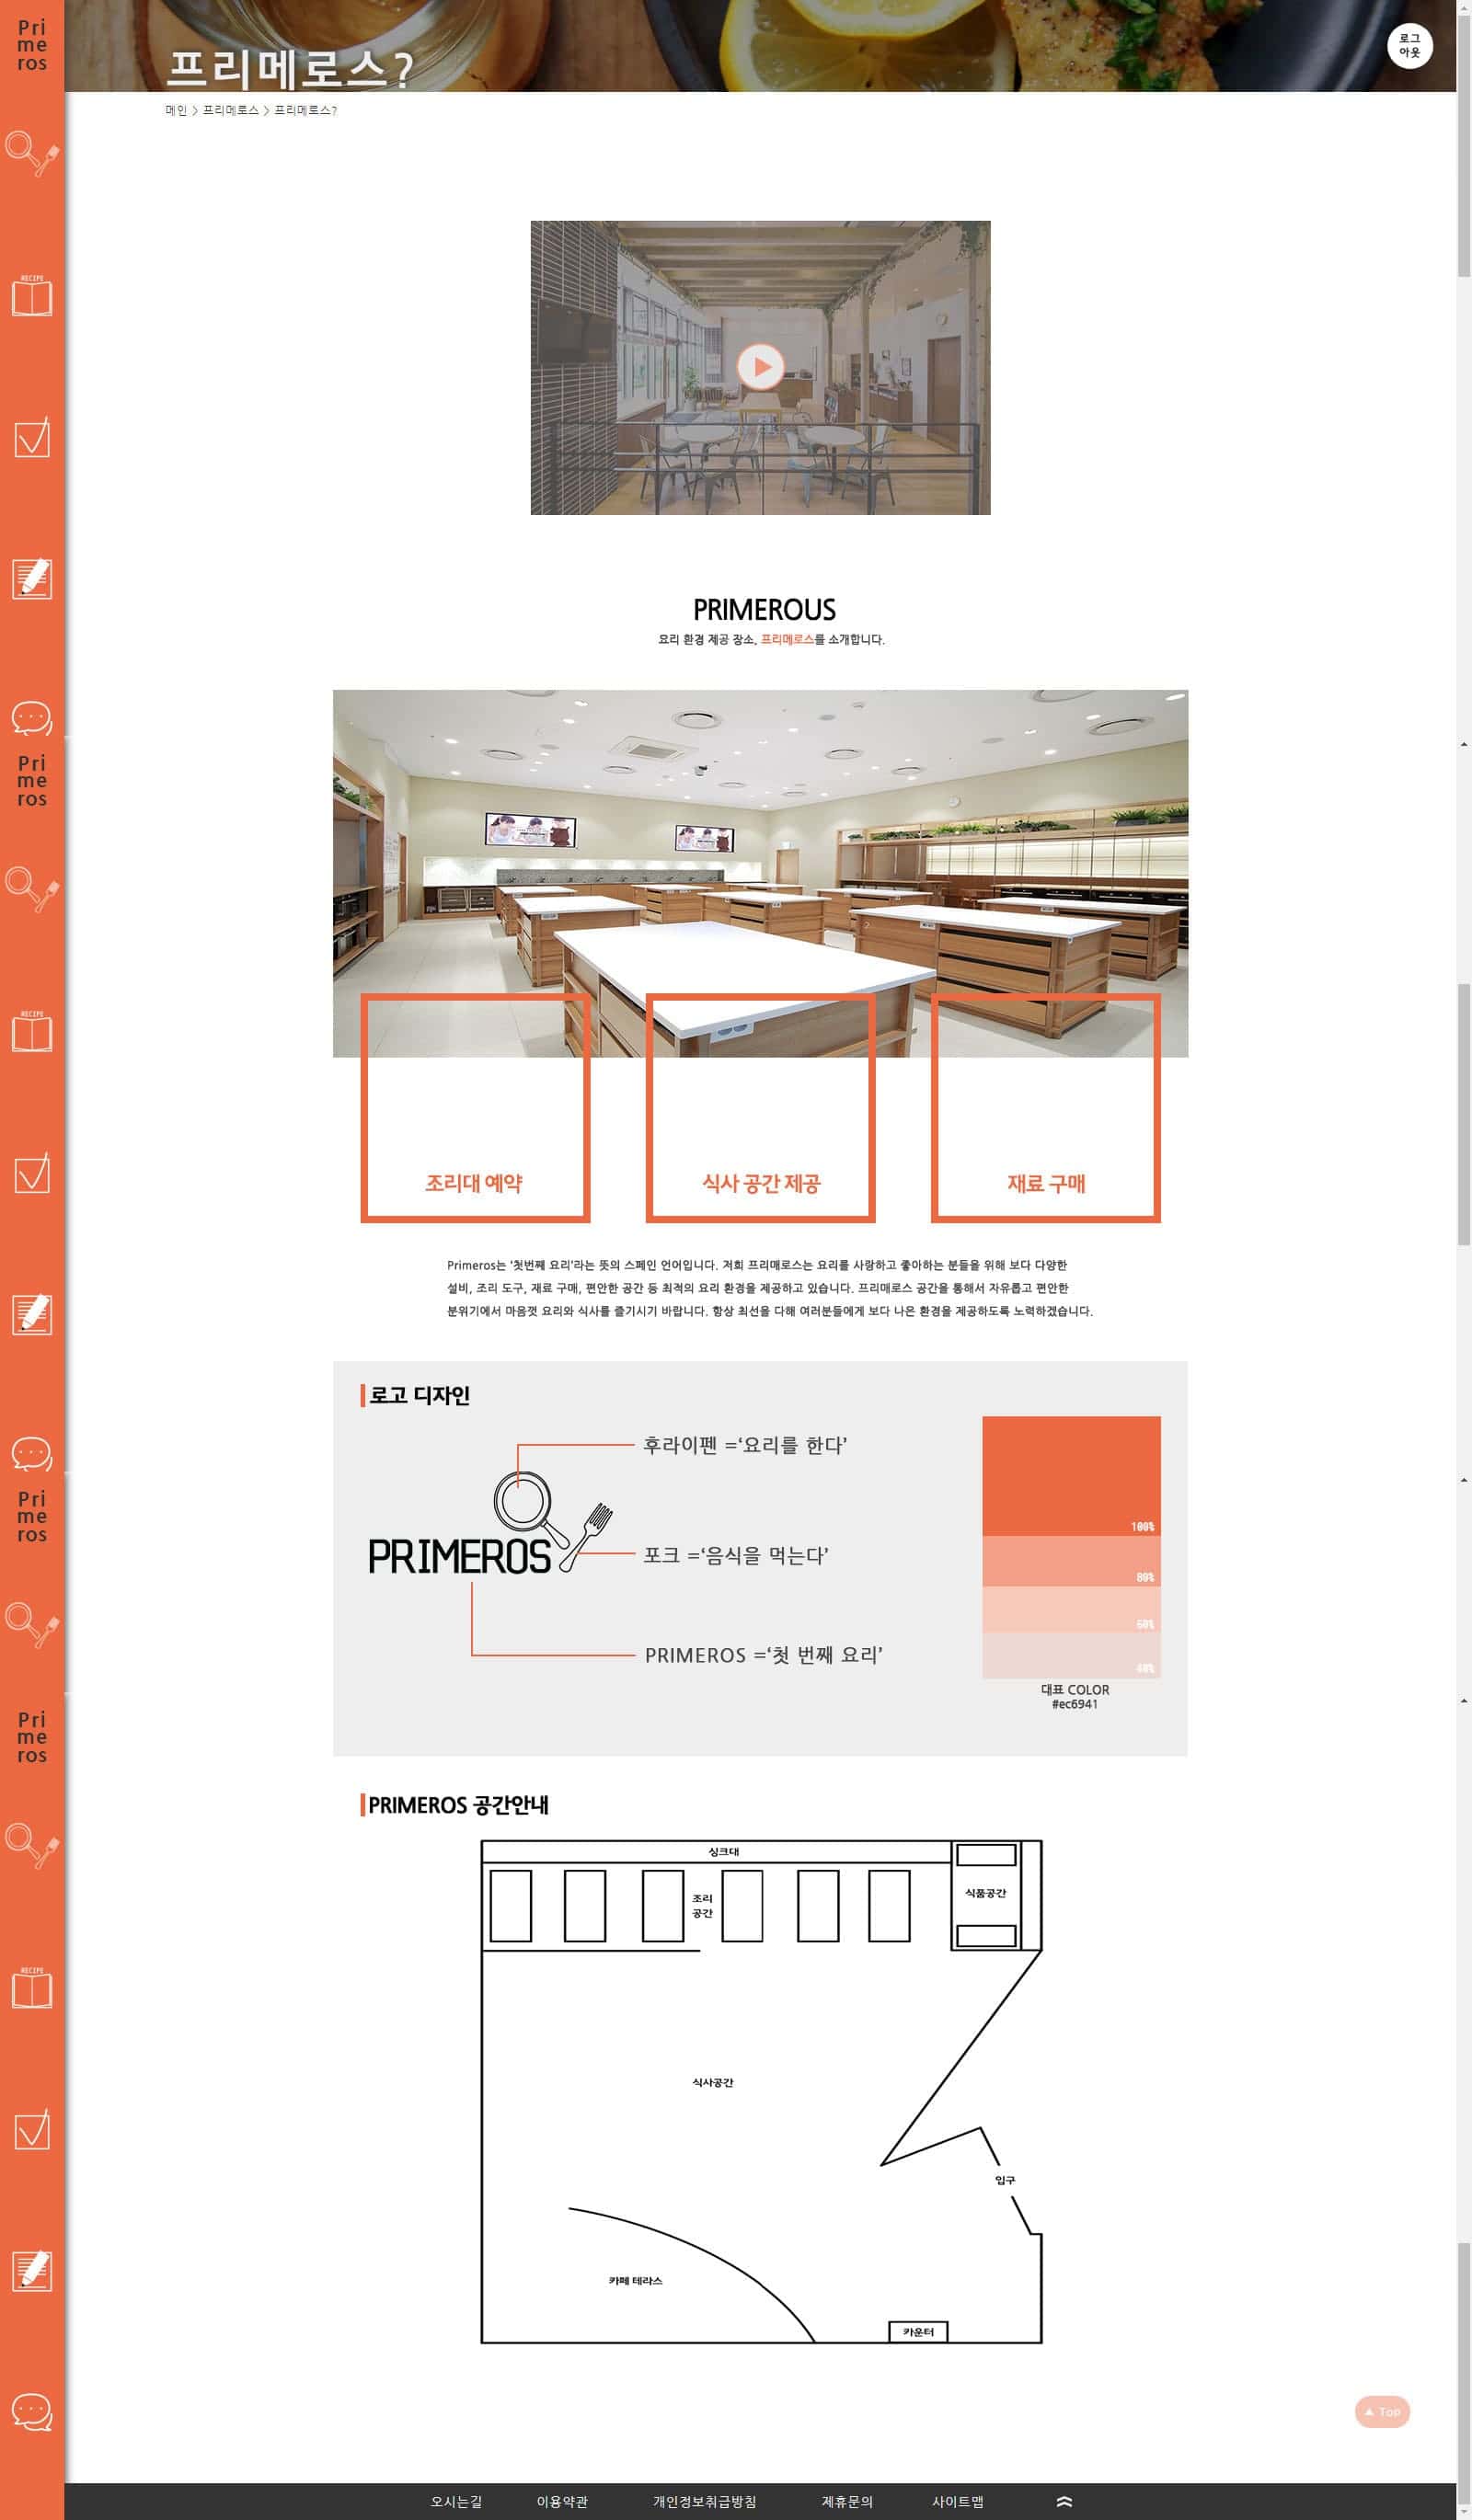 Pri
me
ros
프리메로스?
로그
아웃
메인 > 프리메로스 > 프리메로스?
RECIPE
PRIMEROUS
요리 환경 제공 장소, 프리메로스를 소개합니다.
Pri
me
ros
RECIPE
조리대 예약
식사 공간 제공
재료 구매
Primeros는 '첫번째 요리'라는 뜻의 스페인 언어입니다. 저희 프리메로스는 요리를 사랑하고 좋아하는 분들을 위해 보다 다양한
설비, 조리 도구, 재료 구매, 편안한 공간 등 최적의 요리 환경을 제공하고 있습니다. 프리메로스 공간을 통해서 자유롭고 편안한
분위기에서 마음껏 요리와 식사를 즐기시기 바랍니다. 항상 최선을 다해 여러분들에게 보다 나은 환경을 제공하도록 노력하겠습니다.
로고 디자인
후라이펜 =‘요리를 한다’
PRIMEROS
포크 =‘음식을 먹는다’
PRIMEROS =‘첫 번째 요리’
100%
80%
60%
40%
대표 COLOR
#ec6941
Pri
me
ros
Pri
me
ros
RECIPE
PRIMEROS 공간안내
싱크대
조리
공간
식품공간
식사공간
입구
카페 테라스
카운터
▲ Top
오시는길
이용약관
개인정보취급방침
제휴문의
사이트맵